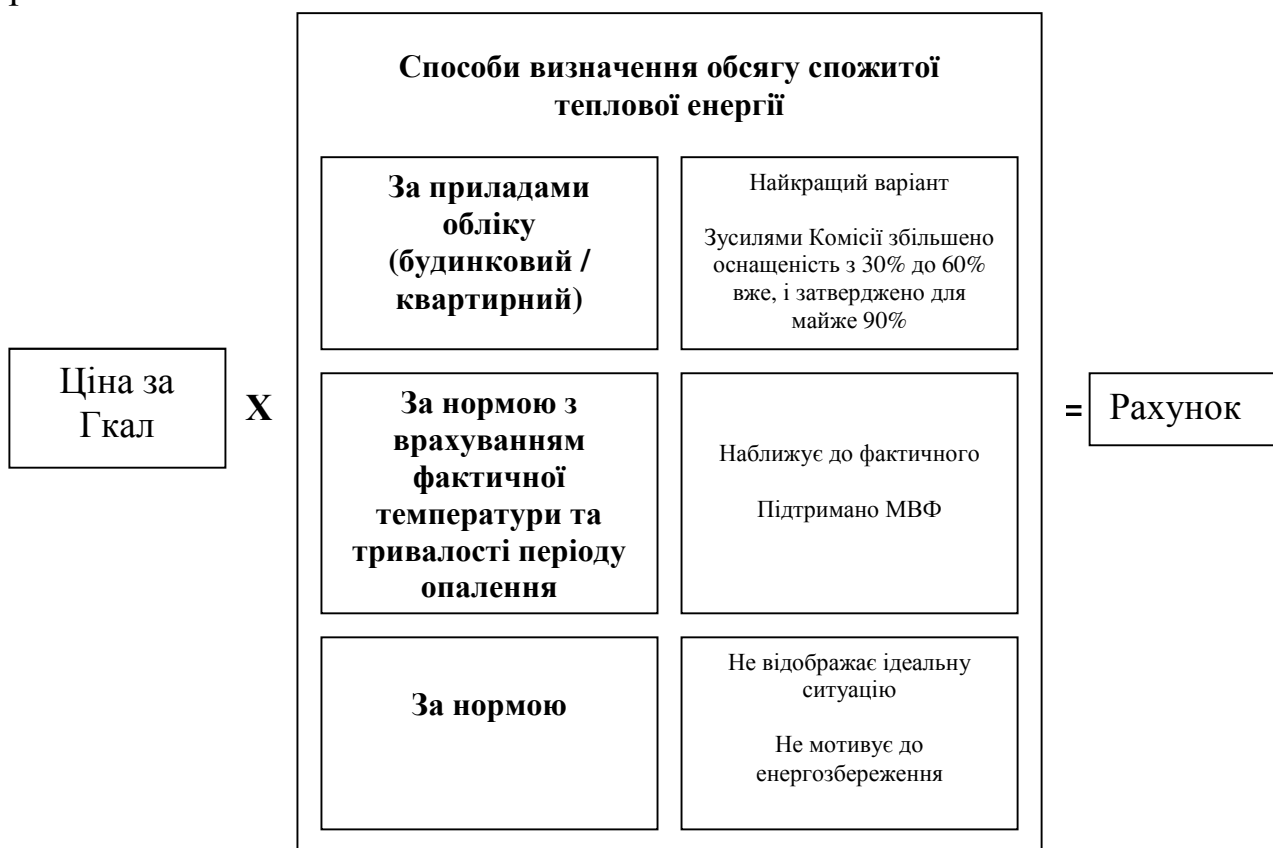 Способи визначення обсягу спожитої
теплової енергії
За приладами
обліку
(будинковий /
квартирний)
Найкращий варіант
Зусилями Комісії збільшено
оснащеність з 30% до 60%
вже, і затверджено для
майже 90%
Ціна за
Гкал
X
За нормою з
врахуванням
фактичної
температури та
тривалості періоду
опалення
Наближує до фактичного
Підтримано МВФ
=
Рахунок
За нормою
Не відображає ідеальну
ситуацію
Не мотивує до
енергозбереження